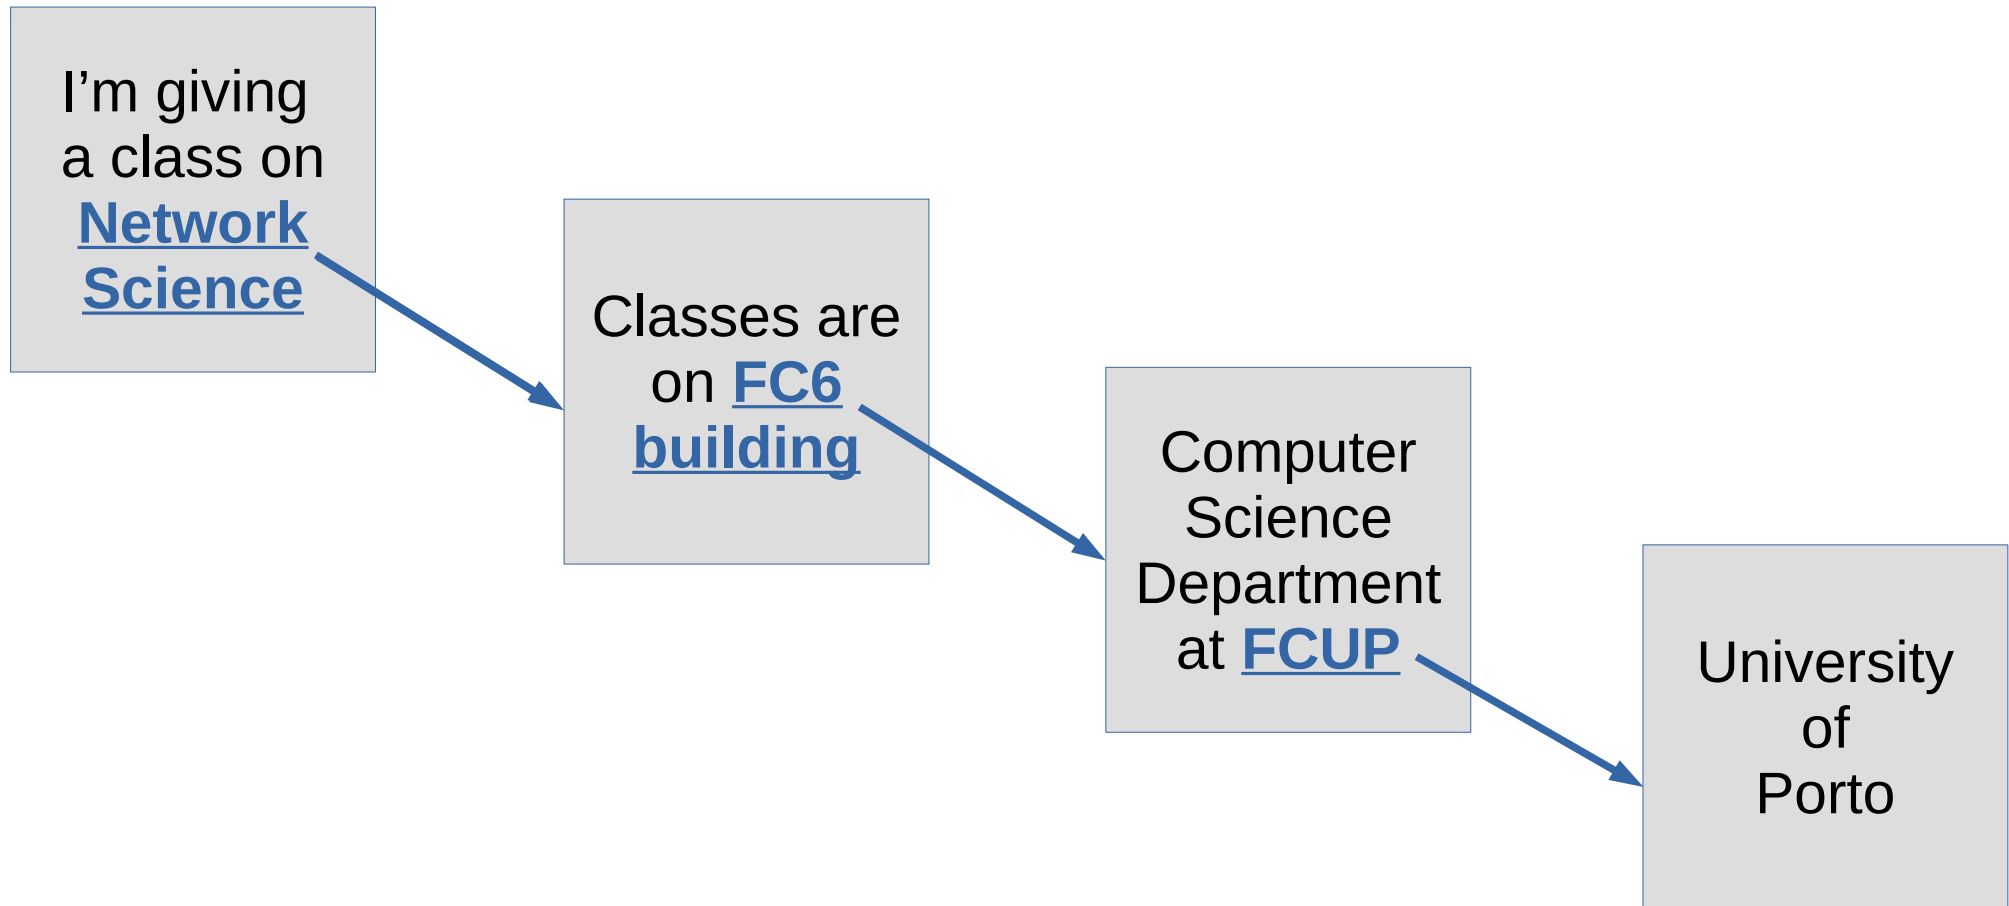 I’m giving
a class on
Network
Science
Classes are
on FC6
building
Computer
Science
Department
at FCUP
University
of
Porto